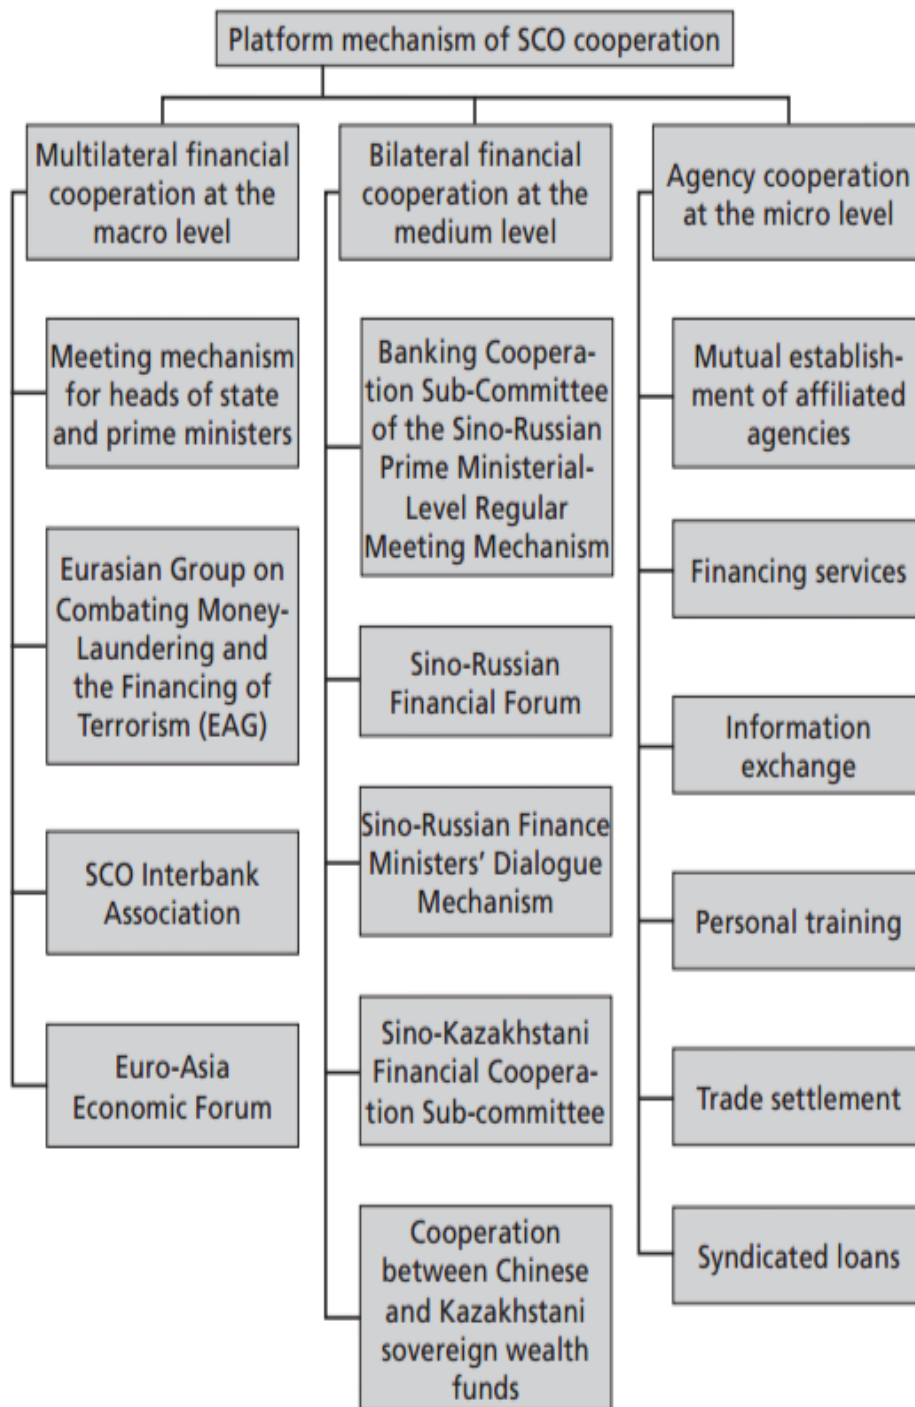 Platform mechanism of SCO cooperation
Multilateral financial
cooperation at the
macro level
Meeting mechanism
for heads of state
and prime ministers
Eurasian Group on
Combating Money-
Laundering and
the Financing of
Terrorism (EAG)
SCO Interbank
Association
Euro-Asia
Economic Forum
Bilateral financial
cooperation at the
medium level
Banking Coopera-
tion Sub-Committee
of the Sino-Russian
Prime Ministerial-
Level Regular
Meeting Mechanism
Sino-Russian
Financial Forum
Sino-Russian Finance
Ministers’ Dialogue
Mechanism
Sino-Kazakhstani
Financial Coopera-
tion Sub-committee
Cooperation
between Chinese
and Kazakhstani
sovereign wealth
funds
Agency cooperation
at the micro level
Mutual establish-
ment of affiliated
agencies
Financing services
Information
exchange
Personal training
Trade settlement
Syndicated loans